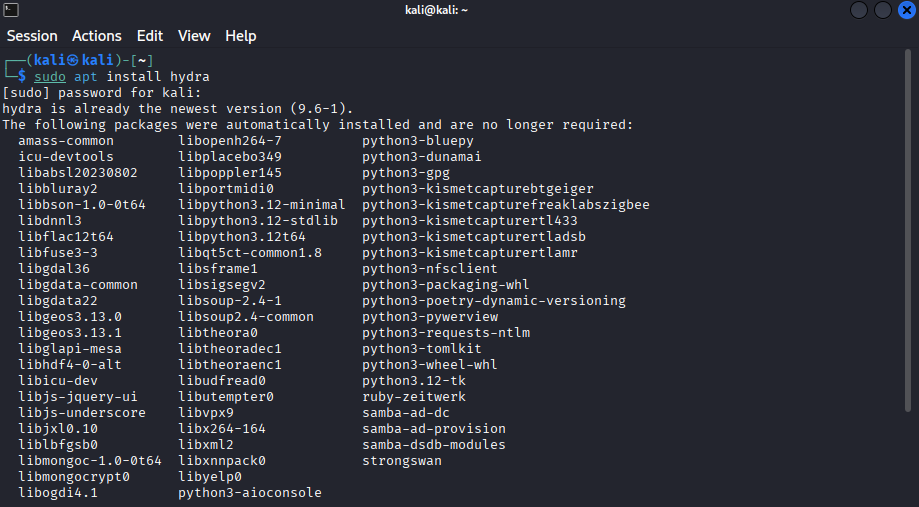 kali@kali: ~
Session Actions Edit View Help
┌──(kali㉿kali)-[~]
└─$ sudo apt install hydra
[sudo] password for kali:
hydra is already the newest version (9.6-1).
The following packages were automatically installed and are no longer required:
amass-common libopenh264-7 python3-bluepy
icu-devtools libplacebo349 python3-dunamai
libabsl20230802 libpoppler145 python3-gpg
libbluray2 libportmidi0 python3-kismetcapturebtgeiger
libbson-1.0-0t64 libpython3.12-minimal python3-kismetcapturefreaklabszigbee
libdnnl3 libpython3.12-stdlib python3-kismetcapturertl433
libflac12t64 libpython3.12t64 python3-kismetcapturertladsb
libfuse3-3 libqt5ct-common1.8 python3-kismetcapturertlamr
libgdal36 libsframe1 python3-nfsclient
libgdata-common libsigsegv2 python3-packaging-whl
libgdata22 libsoup-2.4-1 python3-poetry-dynamic-versioning
libgeos3.13.0 libsoup2.4-common python3-pywerview
libgeos3.13.1 libtheora0 python3-requests-ntlm
libglapi-mesa libtheoradec1 python3-tomlkit
libhdf4-0-alt libtheoraenc1 python3-wheel-whl
libicu-dev libudfread0 python3.12-tk
libjs-jquery-ui libutempter0 ruby-zeitwerk
libjs-underscore libvpx9 samba-ad-dc
libjxl0.10 libx264-164 samba-ad-provision
liblbfgsb0 libxml2 samba-dsdb-modules
libmongoc-1.0-0t64 libxnnpack0 strongswan
libmongocrypt0 libyelp0
libogdi4.1 python3-aioconsole